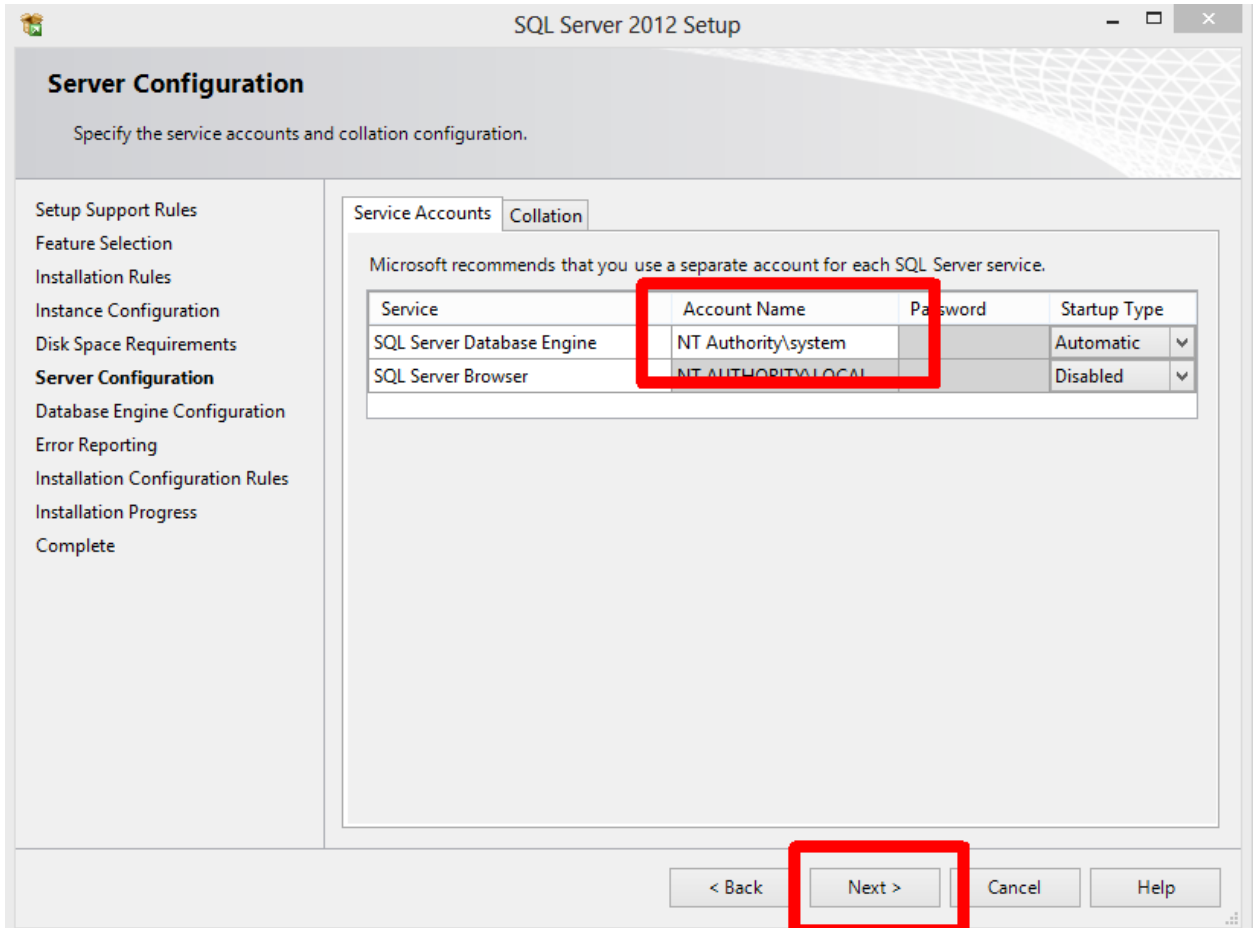 SQL Server 2012 Setup
Server Configuration
Specify the service accounts and collation configuration.
Setup Support Rules
Feature Selection
Installation Rules
Instance Configuration
Disk Space Requirements
Server Configuration
Database Engine Configuration
Error Reporting
Installation Configuration Rules
Installation Progress
Complete
Service Accounts Collation
Microsoft recommends that you use a separate account for each SQL Server service.
Service Account Name Password Startup Type
SQL Server Database Engine NT Authority\system Automatic
SQL Server Browser NT AUTHORITY\LOCAL Disabled
< Back Next > Cancel Help